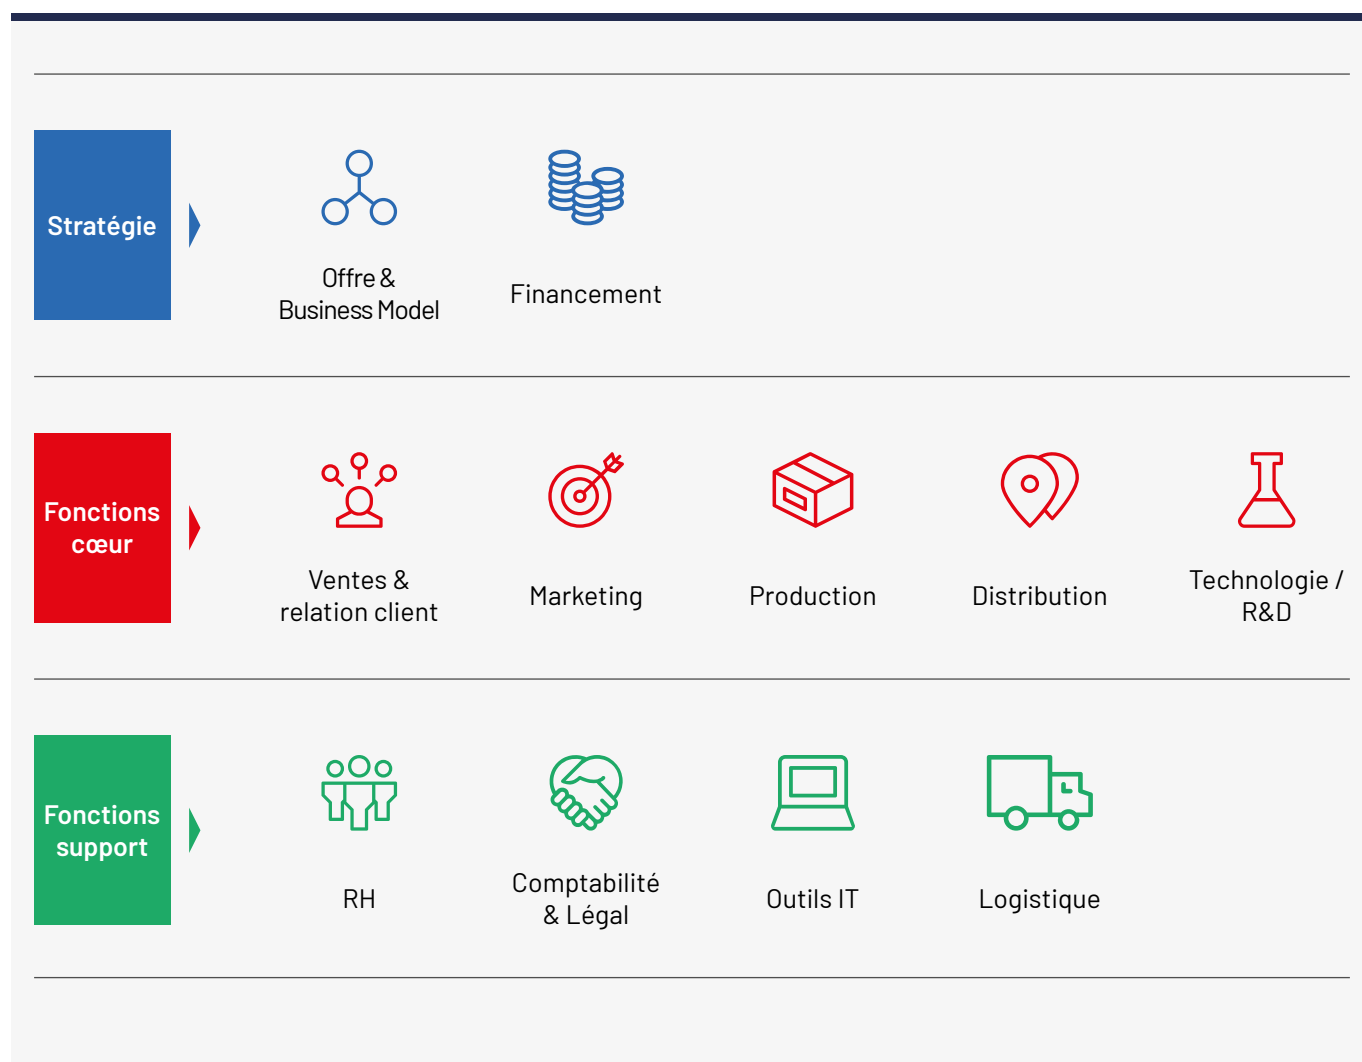 Stratégie
Offre &
Business Model
Financement
Fonctions
cœur
Ventes &
relation client
Marketing
Production
Distribution
Technologie /
R&D
Fonctions
support
RH
Comptabilité
& Légal
Outils IT
Logistique